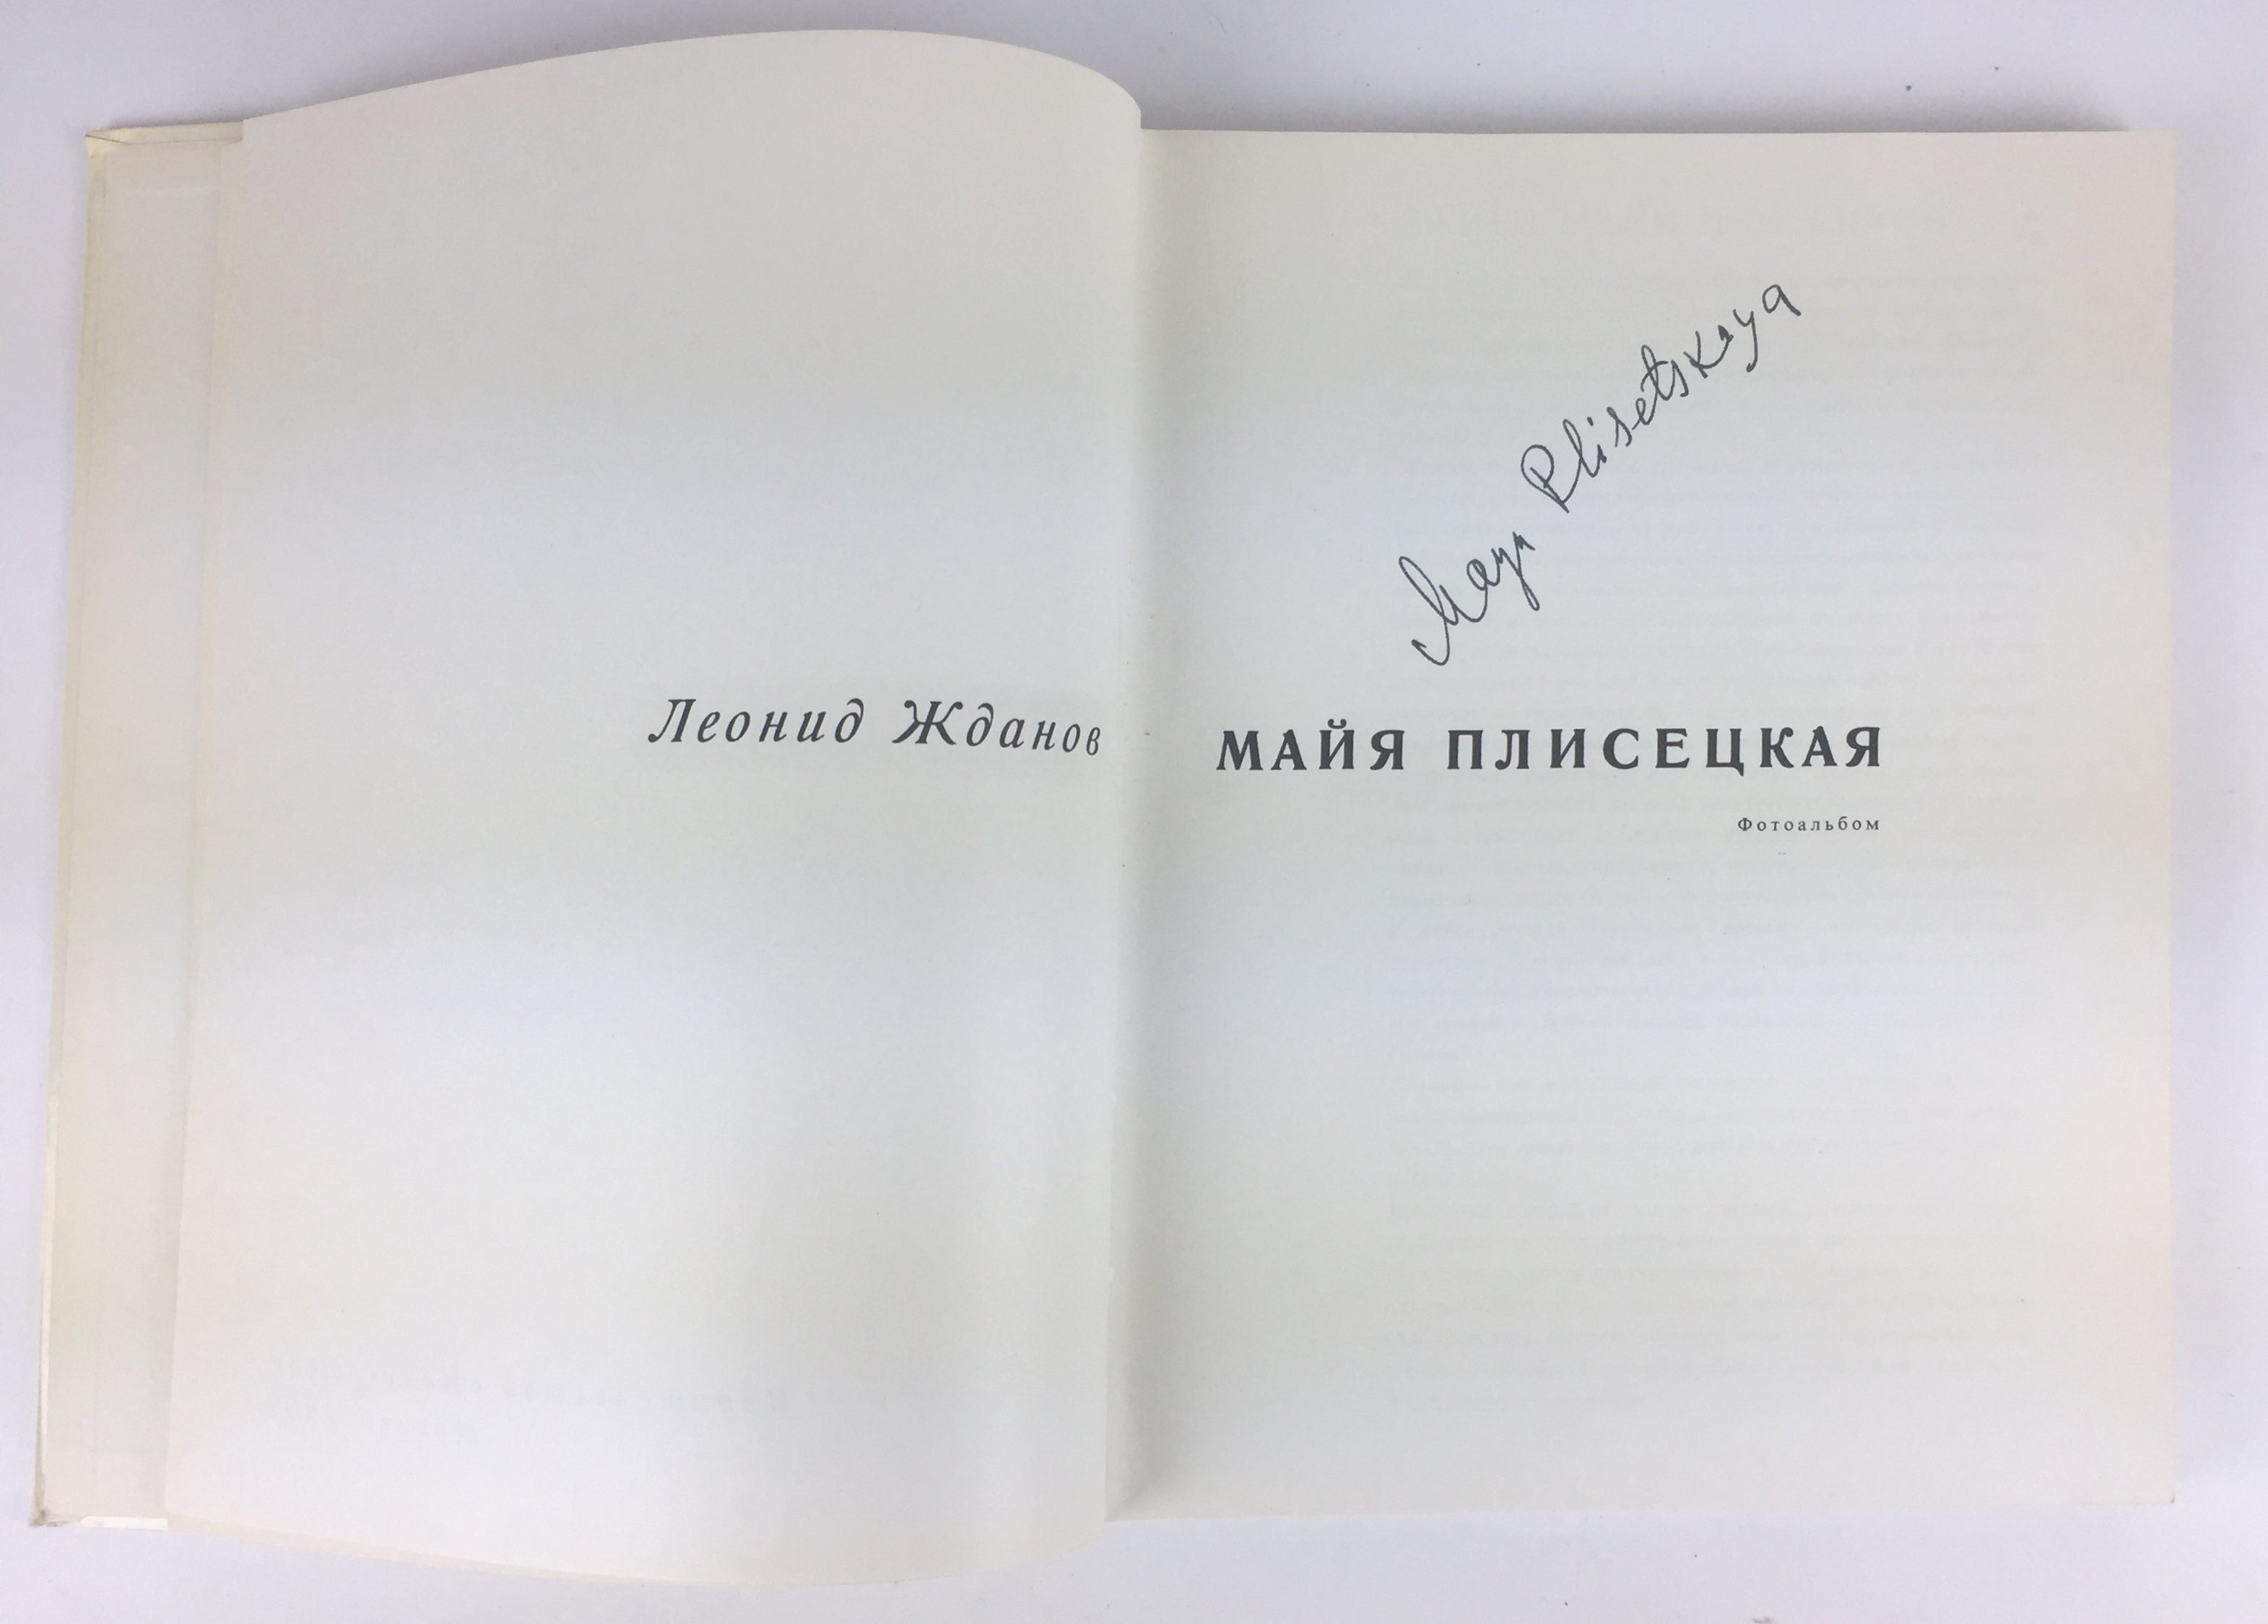 Maya Plisetskaya
Леонид Жданов
МАЙЯ ПЛИСЕЦКАЯ
Фотоальбом